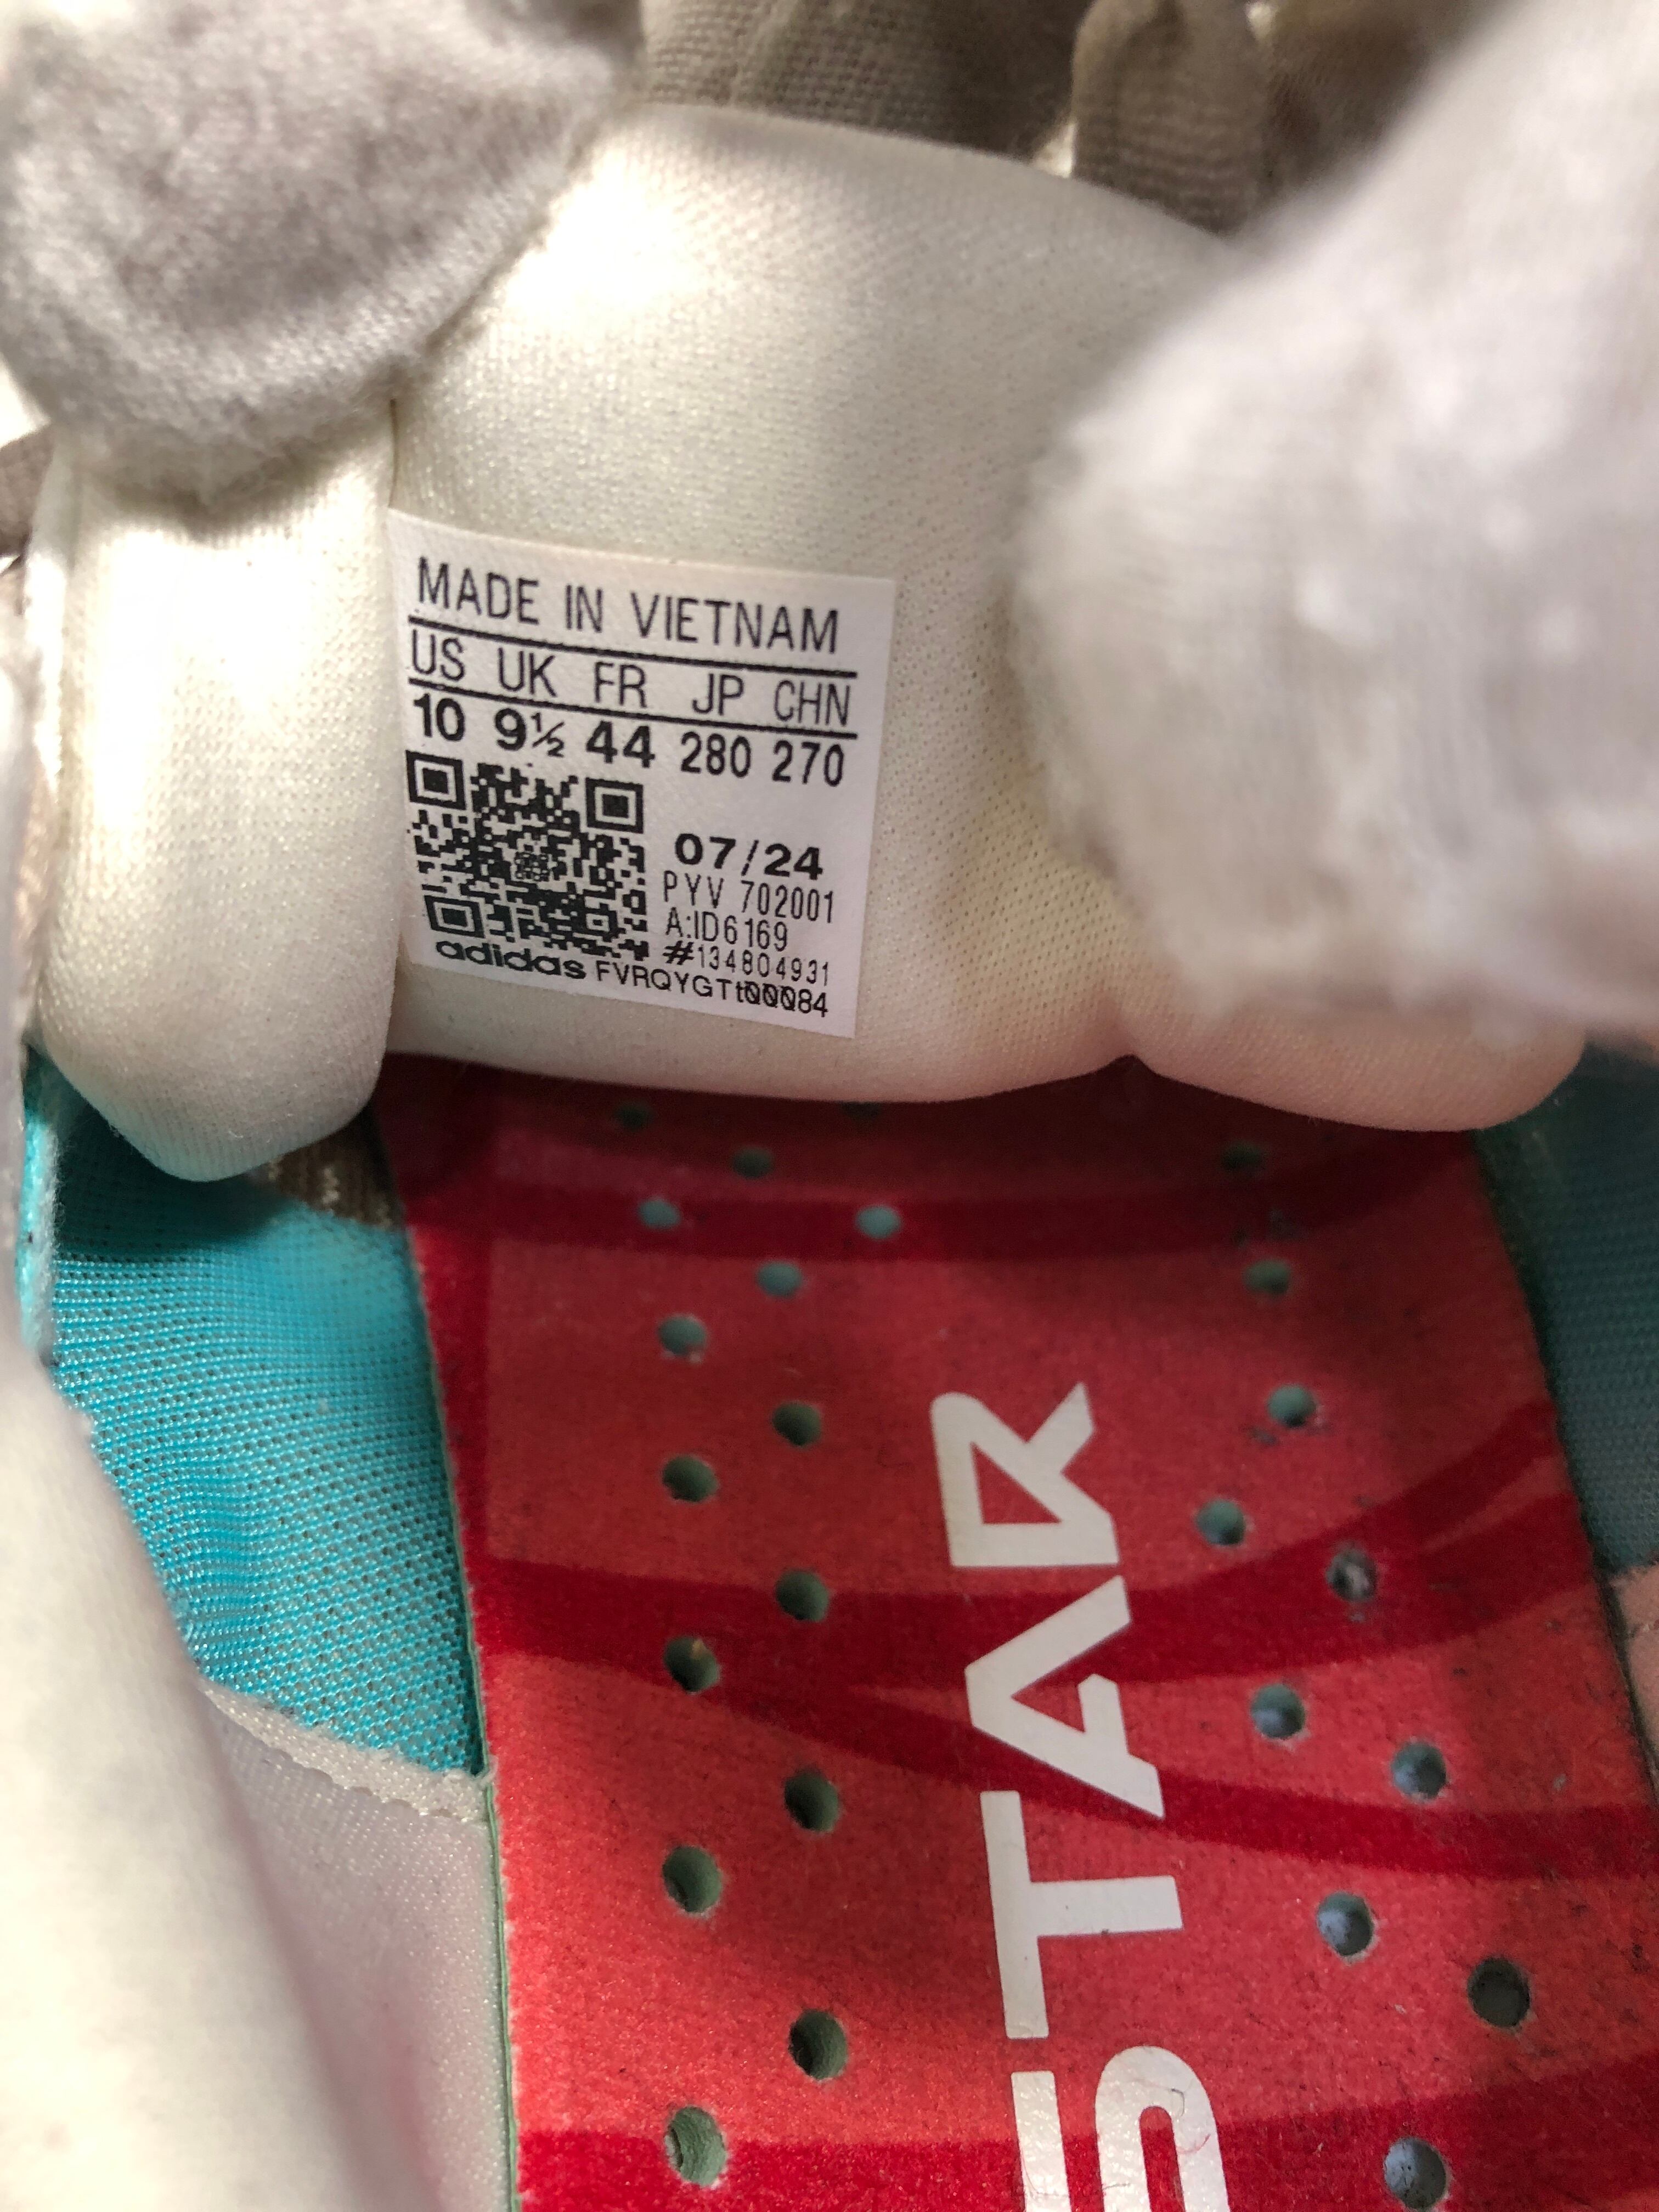 MADE IN VIETNAM
US UK FR JP CHN
10 9½ 44 280 270
07/24
PYV 702001
A:ID6169
#134804931
adidas FVRQYGTt00084
STAR